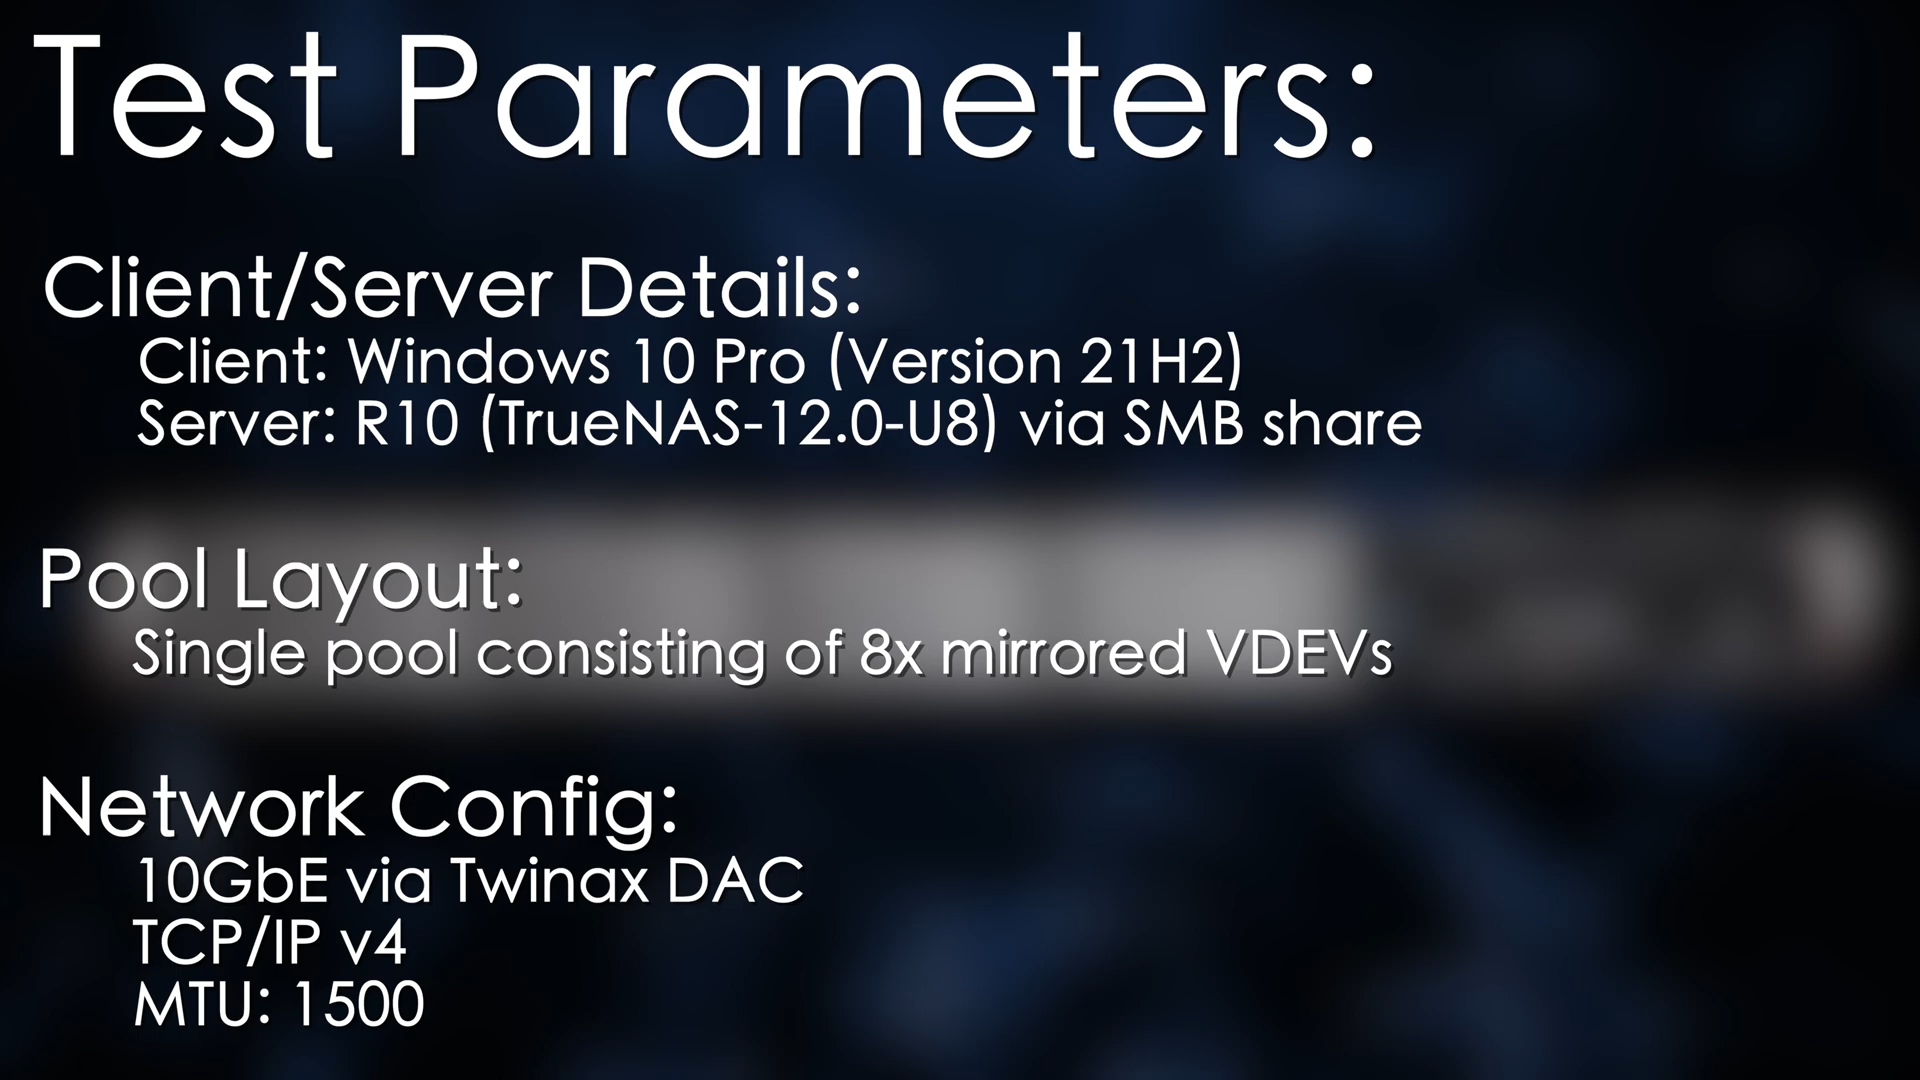 Test Parameters:
Client/Server Details:
Client: Windows 10 Pro (Version 21H2)
Server: R10 (TrueNAS-12.0-U8) via SMB share
Pool Layout:
Single pool consisting of 8x mirrored VDEVs
Network Config:
10GbE via Twinax DAC
TCP/IP v4
MTU: 1500